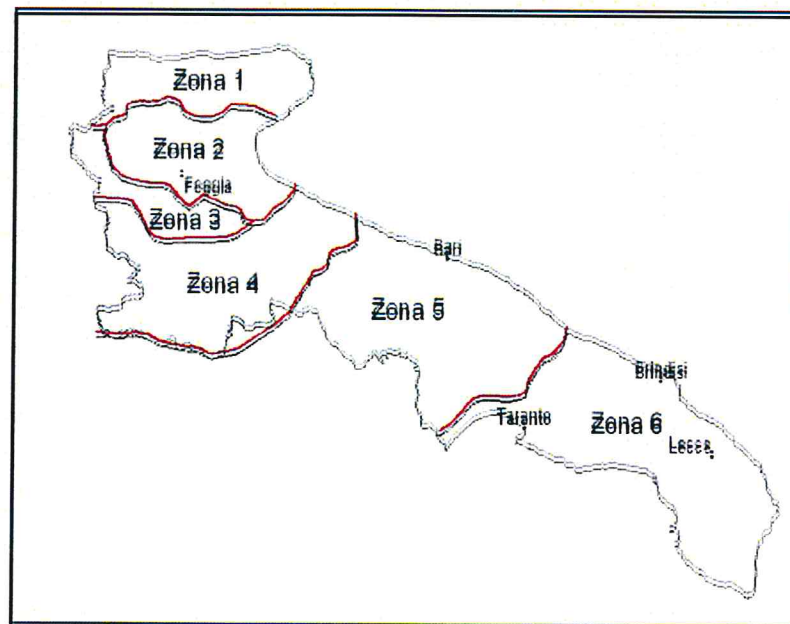 Zona 1
Zona 2
Foggia
Zona 3
Zona 4
Bari
Zona 5
Brindisi
Taranto
Zona 6
Lecce